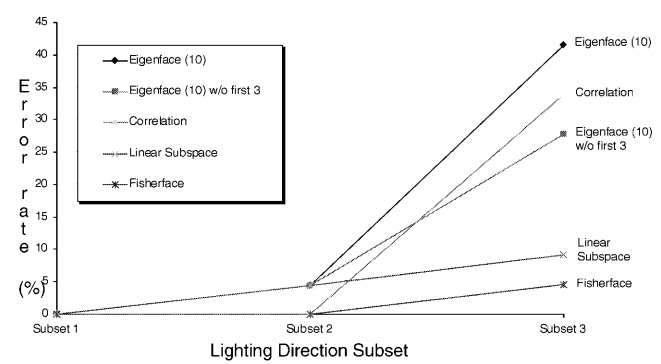 45
40
35
30
25
20
15
10
5
0
Error rate (%)
Eigenface (10)
Eigenface (10) w/o first 3
Correlation
Linear Subspace
Fisherface
Eigenface (10)
Correlation
Eigenface (10)
w/o first 3
Linear
Subspace
Fisherface
Subset 1 Subset 2 Subset 3
Lighting Direction Subset